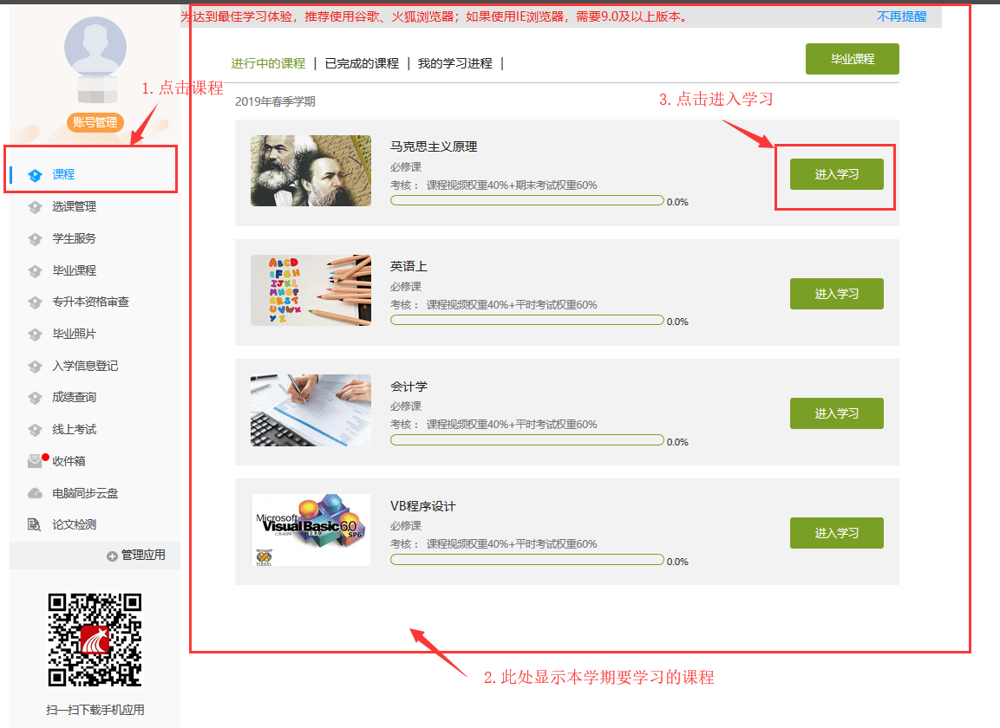 为达到最佳学习体验，推荐使用谷歌、火狐浏览器；如果使用IE浏览器，需要9.0及以上版本。 不再提醒
账号管理
1.点击课程
课程
选课管理
学生服务
毕业课程
专升本资格审查
毕业照片
入学信息登记
成绩查询
线上考试
收件箱
电脑同步云盘
论文检测
管理应用
扫一扫下载手机应用
进行中的课程 | 已完成的课程 | 我的学习进程 |
毕业课程
2019年春季学期
3.点击进入学习
马克思主义原理
必修课
考核： 课程视频权重40%+期末考试权重60%
0.0%
进入学习
ABCD
EFGH
IJKL
MNOP
QRST
UVWX
YZ
英语上
必修课
考核： 课程视频权重40%+平时考试权重60%
0.0%
进入学习
会计学
必修课
考核： 课程视频权重40%+平时考试权重60%
0.0%
进入学习
Microsoft
Visual Basic 6.0
SP6
VB程序设计
必修课
考核： 课程视频权重40%+平时考试权重60%
0.0%
进入学习
2.此处显示本学期要学习的课程